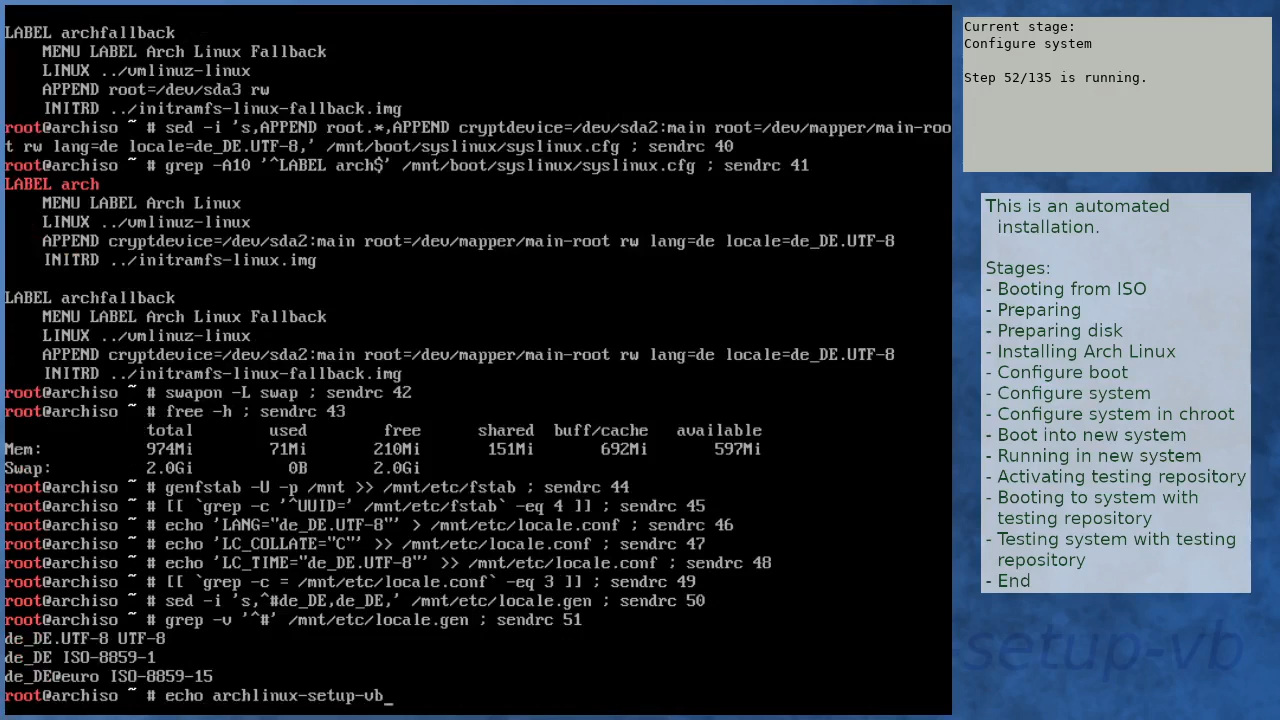 LABEL archfallback
MENU LABEL Arch Linux Fallback
LINUX ../vmlinuz-linux
APPEND root=/dev/sda3 rw
INITRD ../initramfs-linux-fallback.img
root@archiso ~ # sed -i 's,APPEND root.*,APPEND cryptdevice=/dev/sda2:main root=/dev/mapper/main-roo
t rw lang=de locale=de_DE.UTF-8,' /mnt/boot/syslinux/syslinux.cfg ; sendrc 40
root@archiso ~ # grep -A10 '^LABEL arch$' /mnt/boot/syslinux/syslinux.cfg ; sendrc 41
LABEL arch
MENU LABEL Arch Linux
LINUX ../vmlinuz-linux
APPEND cryptdevice=/dev/sda2:main root=/dev/mapper/main-root rw lang=de locale=de_DE.UTF-8
INITRD ../initramfs-linux.img
LABEL archfallback
MENU LABEL Arch Linux Fallback
LINUX ../vmlinuz-linux
APPEND cryptdevice=/dev/sda2:main root=/dev/mapper/main-root rw lang=de locale=de_DE.UTF-8
INITRD ../initramfs-linux-fallback.img
root@archiso ~ # swapon -L swap ; sendrc 42
root@archiso ~ # free -h ; sendrc 43
total used free shared buff/cache available
Mem: 974Mi 71Mi 210Mi 151Mi 692Mi 597Mi
Swap: 2.0Gi 0B 2.0Gi
root@archiso ~ # genfstab -U -p /mnt >> /mnt/etc/fstab ; sendrc 44
root@archiso ~ # [[ `grep -c '^UUID=' /mnt/etc/fstab` -eq 4 ]] ; sendrc 45
root@archiso ~ # echo 'LANG="de_DE.UTF-8"' > /mnt/etc/locale.conf ; sendrc 46
root@archiso ~ # echo 'LC_COLLATE="C"' >> /mnt/etc/locale.conf ; sendrc 47
root@archiso ~ # echo 'LC_TIME="de_DE.UTF-8"' >> /mnt/etc/locale.conf ; sendrc 48
root@archiso ~ # [[ `grep -c = /mnt/etc/locale.conf` -eq 3 ]] ; sendrc 49
root@archiso ~ # sed -i 's,^#de_DE,de_DE,' /mnt/etc/locale.gen ; sendrc 50
root@archiso ~ # grep -v '^#' /mnt/etc/locale.gen ; sendrc 51
de_DE.UTF-8 UTF-8
de_DE ISO-8859-1
de_DE@euro ISO-8859-15
root@archiso ~ # echo archlinux-setup-vb_
Current stage:
Configure system
Step 52/135 is running.
This is an automated
installation.
Stages:
- Booting from ISO
- Preparing
- Preparing disk
- Installing Arch Linux
- Configure boot
- Configure system
- Configure system in chroot
- Boot into new system
- Running in new system
- Activating testing repository
- Booting to system with
testing repository
- Testing system with testing
repository
- End
setup-vb